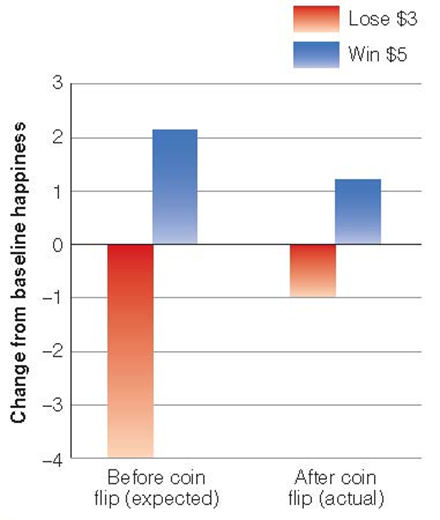 Lose $3
Win $5
Change from baseline happiness
3
2
1
0
–1
–2
–3
–4
Before coin
flip (expected)
After coin
flip (actual)